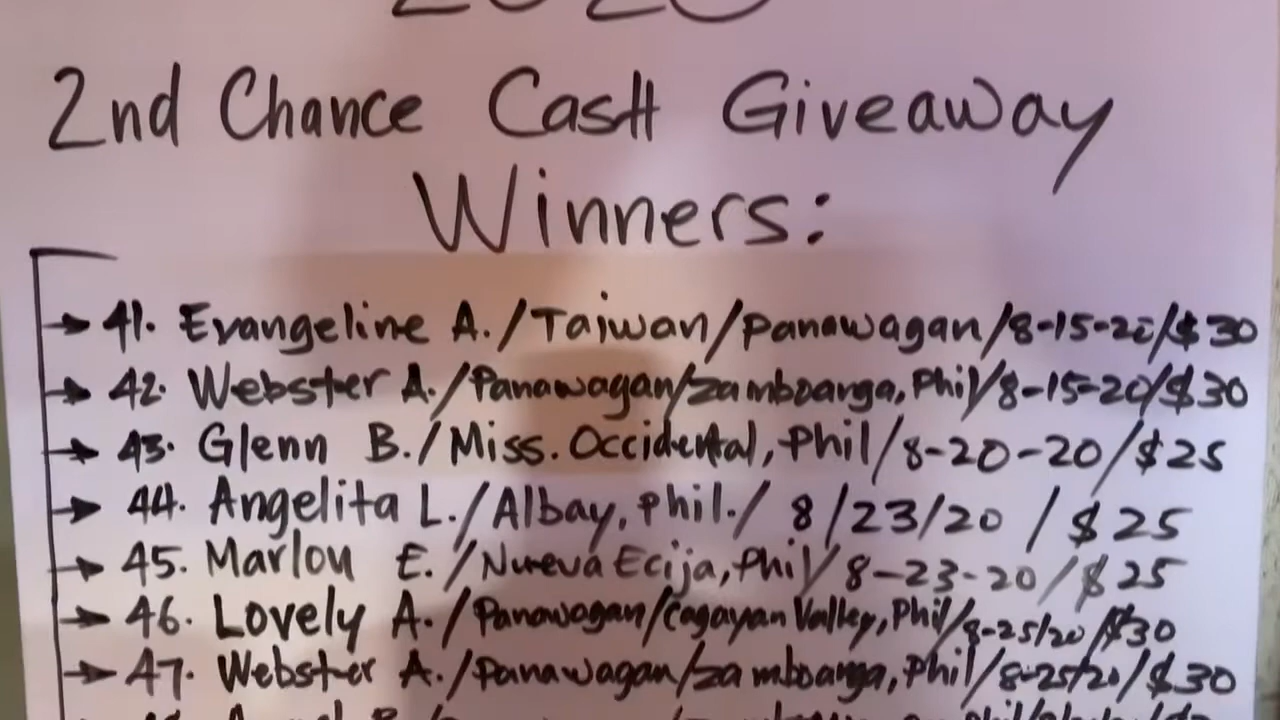 2nd Chance CasH Giveaway
Winners:
→ 41. Evangeline A./Taiwan/Panawagan/8-15-20/$30
→ 42. Webster A./Panawagan/Zamboanga, Phil/8-15-20/$30
→ 43. Glenn B./Miss. Occidental, Phil/8-20-20/$25
→ 44. Angelita L./Albay, Phil./ 8/23/20 / $25
→ 45. Marlou E./Nueva Ecija, Phil/8-23-20/$25
→ 46. Lovely A./Panawagan/Cagayan Valley, Phil/8-25/20/$30
→ 47. Webster A./Panawagan/Zamboanga, Phil/8-25/20/$30